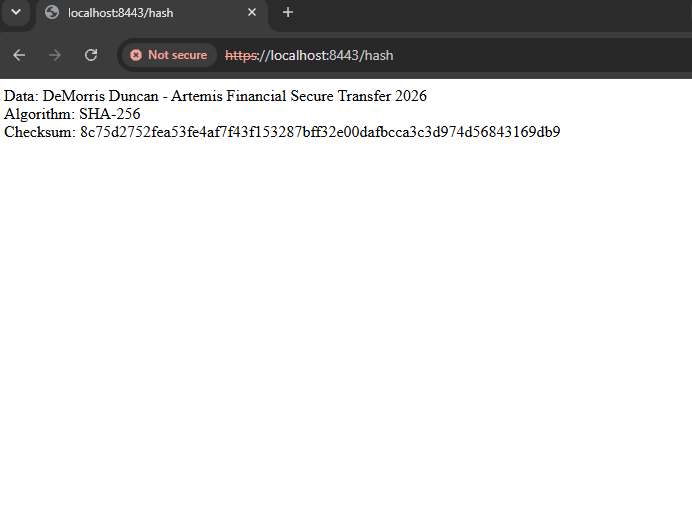 localhost:8443/hash
Not secure https://localhost:8443/hash
Data: DeMorris Duncan - Artemis Financial Secure Transfer 2026
Algorithm: SHA-256
Checksum: 8c75d2752fea53fe4af7f43f153287bff32e00dafbcca3c3d974d56843169db9